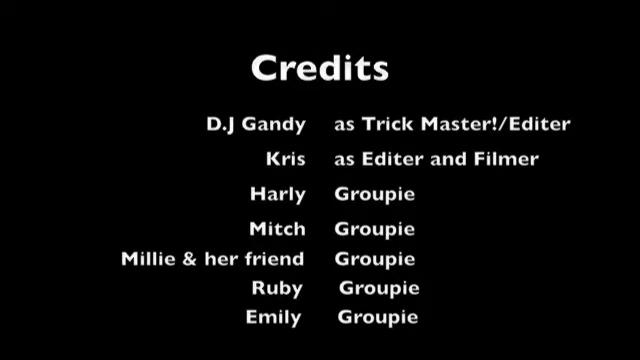 Credits
D.J Gandy as Trick Master!/Editer
Kris as Editer and Filmer
Harly Groupie
Mitch Groupie
Millie & her friend Groupie
Ruby Groupie
Emily Groupie